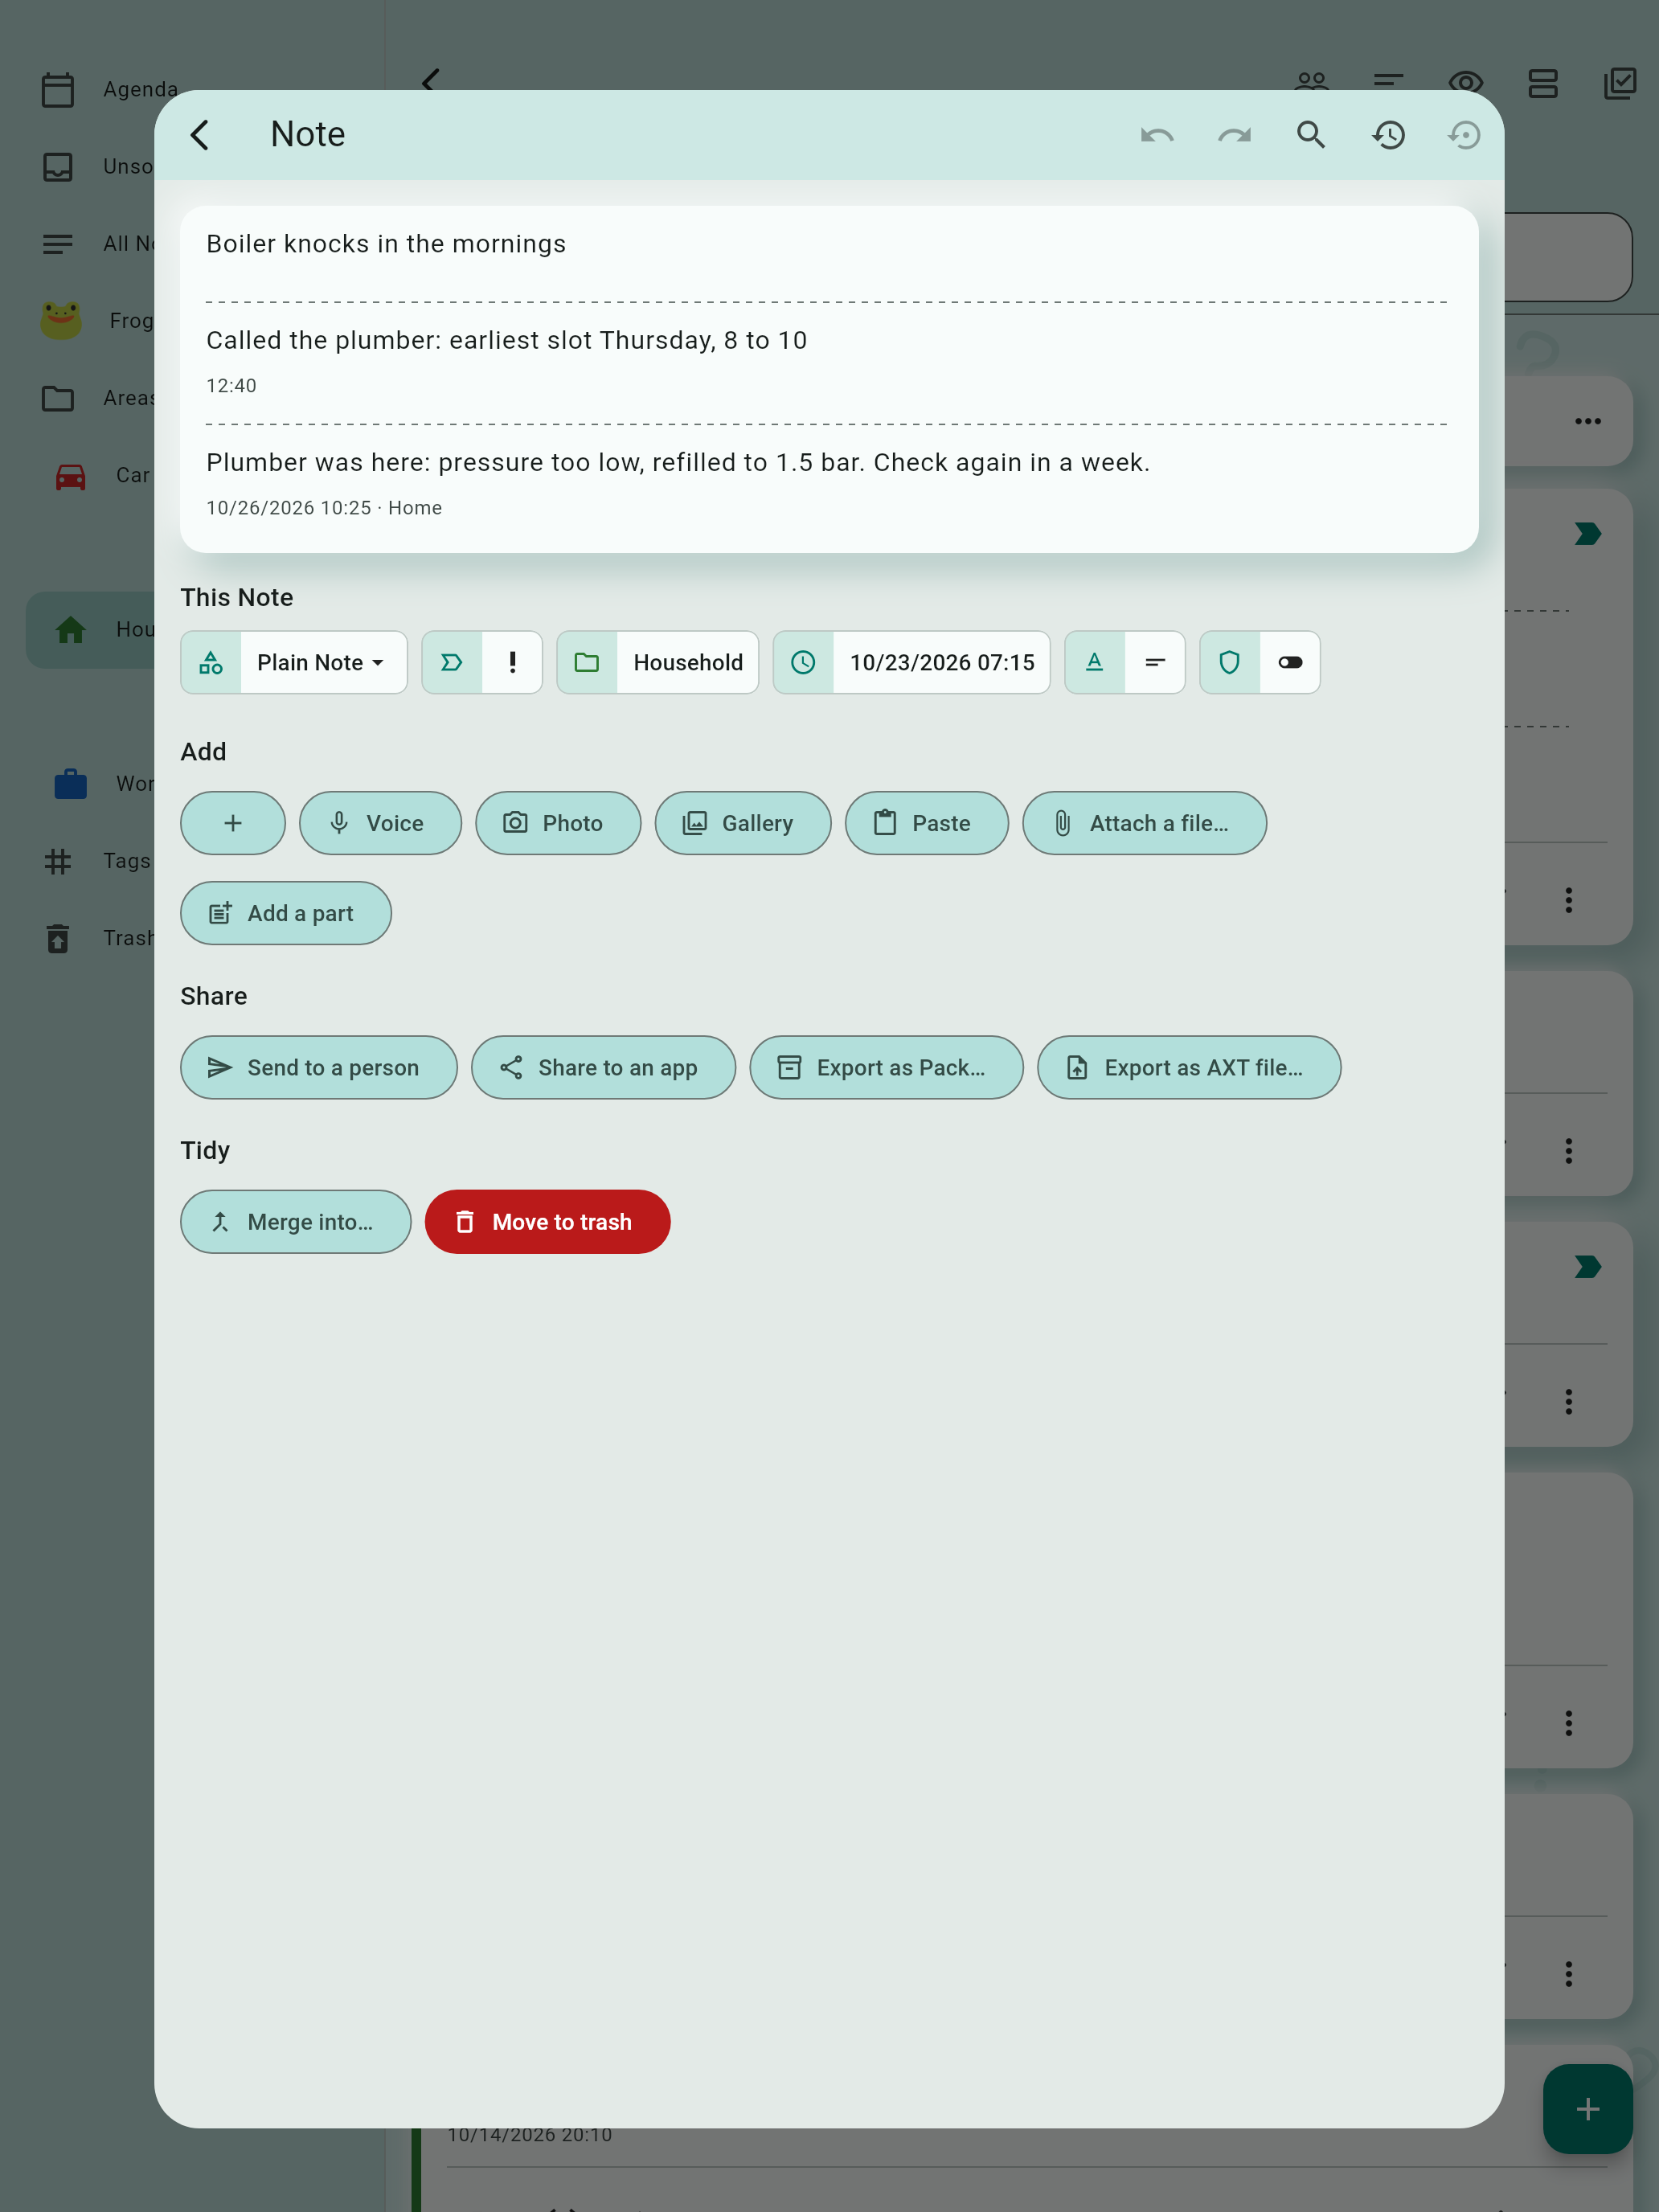 Agenda
Note
Boiler knocks in the mornings
Called the plumber: earliest slot Thursday, 8 to 10
12:40
Plumber was here: pressure too low, refilled to 1.5 bar. Check again in a week.
10/26/2026 10:25 · Home
This Note
Plain Note
Household
10/23/2026 07:15
Add
Voice
Photo
Gallery
Paste
Attach a file...
Add a part
Share
Send to a person
Share to an app
Export as Pack...
Export as AXT file...
Tidy
Merge into...
Move to trash
Frog
Areas
Car
Tags
Trash
10/14/2026 20:10